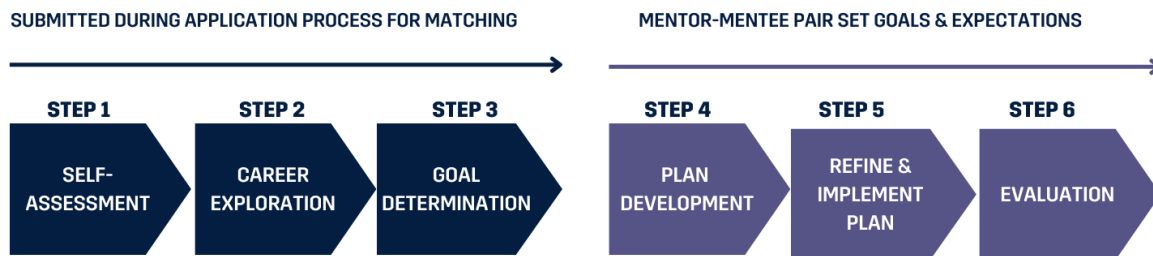 SUBMITTED DURING APPLICATION PROCESS FOR MATCHING
STEP 1
SELF-
ASSESSMENT
STEP 2
CAREER
EXPLORATION
STEP 3
GOAL
DETERMINATION
MENTOR-MENTEE PAIR SET GOALS & EXPECTATIONS
STEP 4
PLAN
DEVELOPMENT
STEP 5
REFINE &
IMPLEMENT
PLAN
STEP 6
EVALUATION